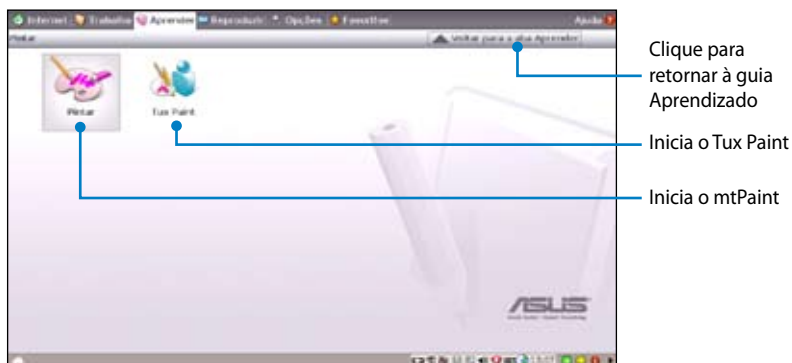 Internet Trabalho Aprender Reproduzir Opções Favoritos Ajuda
Pintar Voltar para a aba Aprender
Pintar
Tux Paint
ASUS
Clique para
retornar à guia
Aprendizado
Inicia o Tux Paint
Inicia o mtPaint